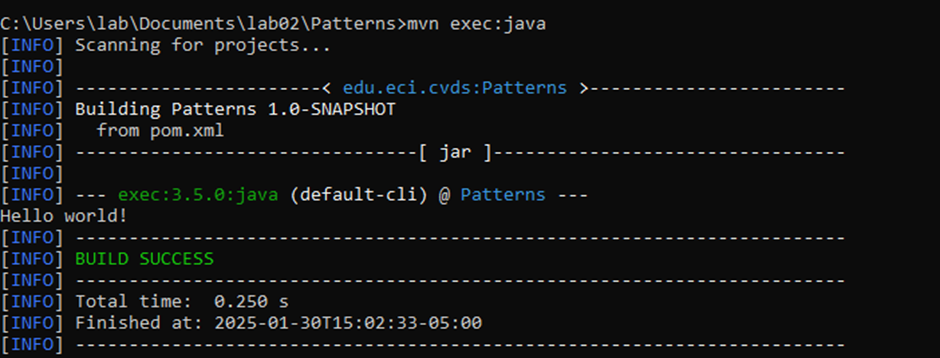 C:\Users\lab\Documents\lab02\Patterns>mvn exec:java
[INFO] Scanning for projects...
[INFO]
[INFO] -----------------------< edu.eci.cvds:Patterns >------------------------
[INFO] Building Patterns 1.0-SNAPSHOT
[INFO]   from pom.xml
[INFO] --------------------------------[ jar ]---------------------------------
[INFO]
[INFO] --- exec:3.5.0:java (default-cli) @ Patterns ---
Hello world!
[INFO] ------------------------------------------------------------------------
[INFO] BUILD SUCCESS
[INFO] ------------------------------------------------------------------------
[INFO] Total time:  0.250 s
[INFO] Finished at: 2025-01-30T15:02:33-05:00
[INFO] ------------------------------------------------------------------------